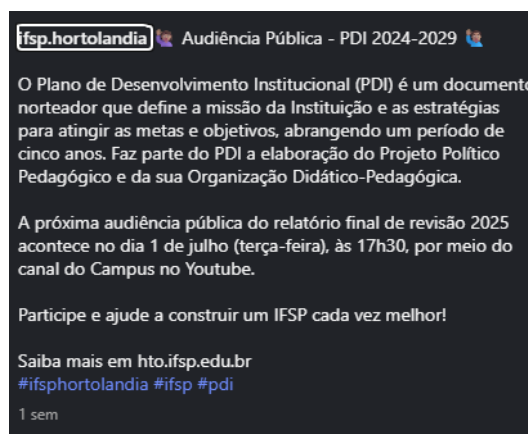 ifsp.hortolandia 🙋🏽‍♀️ Audiência Pública - PDI 2024-2029 🙋🏽‍♂️
O Plano de Desenvolvimento Institucional (PDI) é um documento
norteador que define a missão da Instituição e as estratégias
para atingir as metas e objetivos, abrangendo um período de
cinco anos. Faz parte do PDI a elaboração do Projeto Político
Pedagógico e da sua Organização Didático-Pedagógica.
A próxima audiência pública do relatório final de revisão 2025
acontece no dia 1 de julho (terça-feira), às 17h30, por meio do
canal do Campus no Youtube.
Participe e ajude a construir um IFSP cada vez melhor!
Saiba mais em hto.ifsp.edu.br
#ifsphortolandia #ifsp #pdi
1 sem